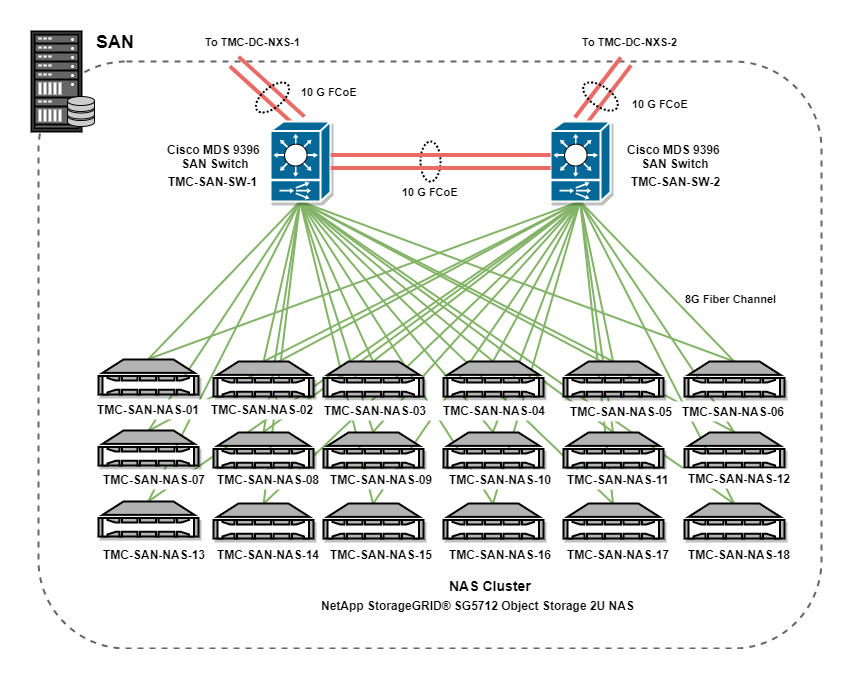 SAN
To TMC-DC-NXS-1
To TMC-DC-NXS-2
10 G FCoE
10 G FCoE
Cisco MDS 9396
SAN Switch
TMC-SAN-SW-1
10 G FCoE
Cisco MDS 9396
SAN Switch
TMC-SAN-SW-2
8G Fiber Channel
TMC-SAN-NAS-01
TMC-SAN-NAS-02
TMC-SAN-NAS-03
TMC-SAN-NAS-04
TMC-SAN-NAS-05
TMC-SAN-NAS-06
TMC-SAN-NAS-07
TMC-SAN-NAS-08
TMC-SAN-NAS-09
TMC-SAN-NAS-10
TMC-SAN-NAS-11
TMC-SAN-NAS-12
TMC-SAN-NAS-13
TMC-SAN-NAS-14
TMC-SAN-NAS-15
TMC-SAN-NAS-16
TMC-SAN-NAS-17
TMC-SAN-NAS-18
NAS Cluster
NetApp StorageGRID® SG5712 Object Storage 2U NAS